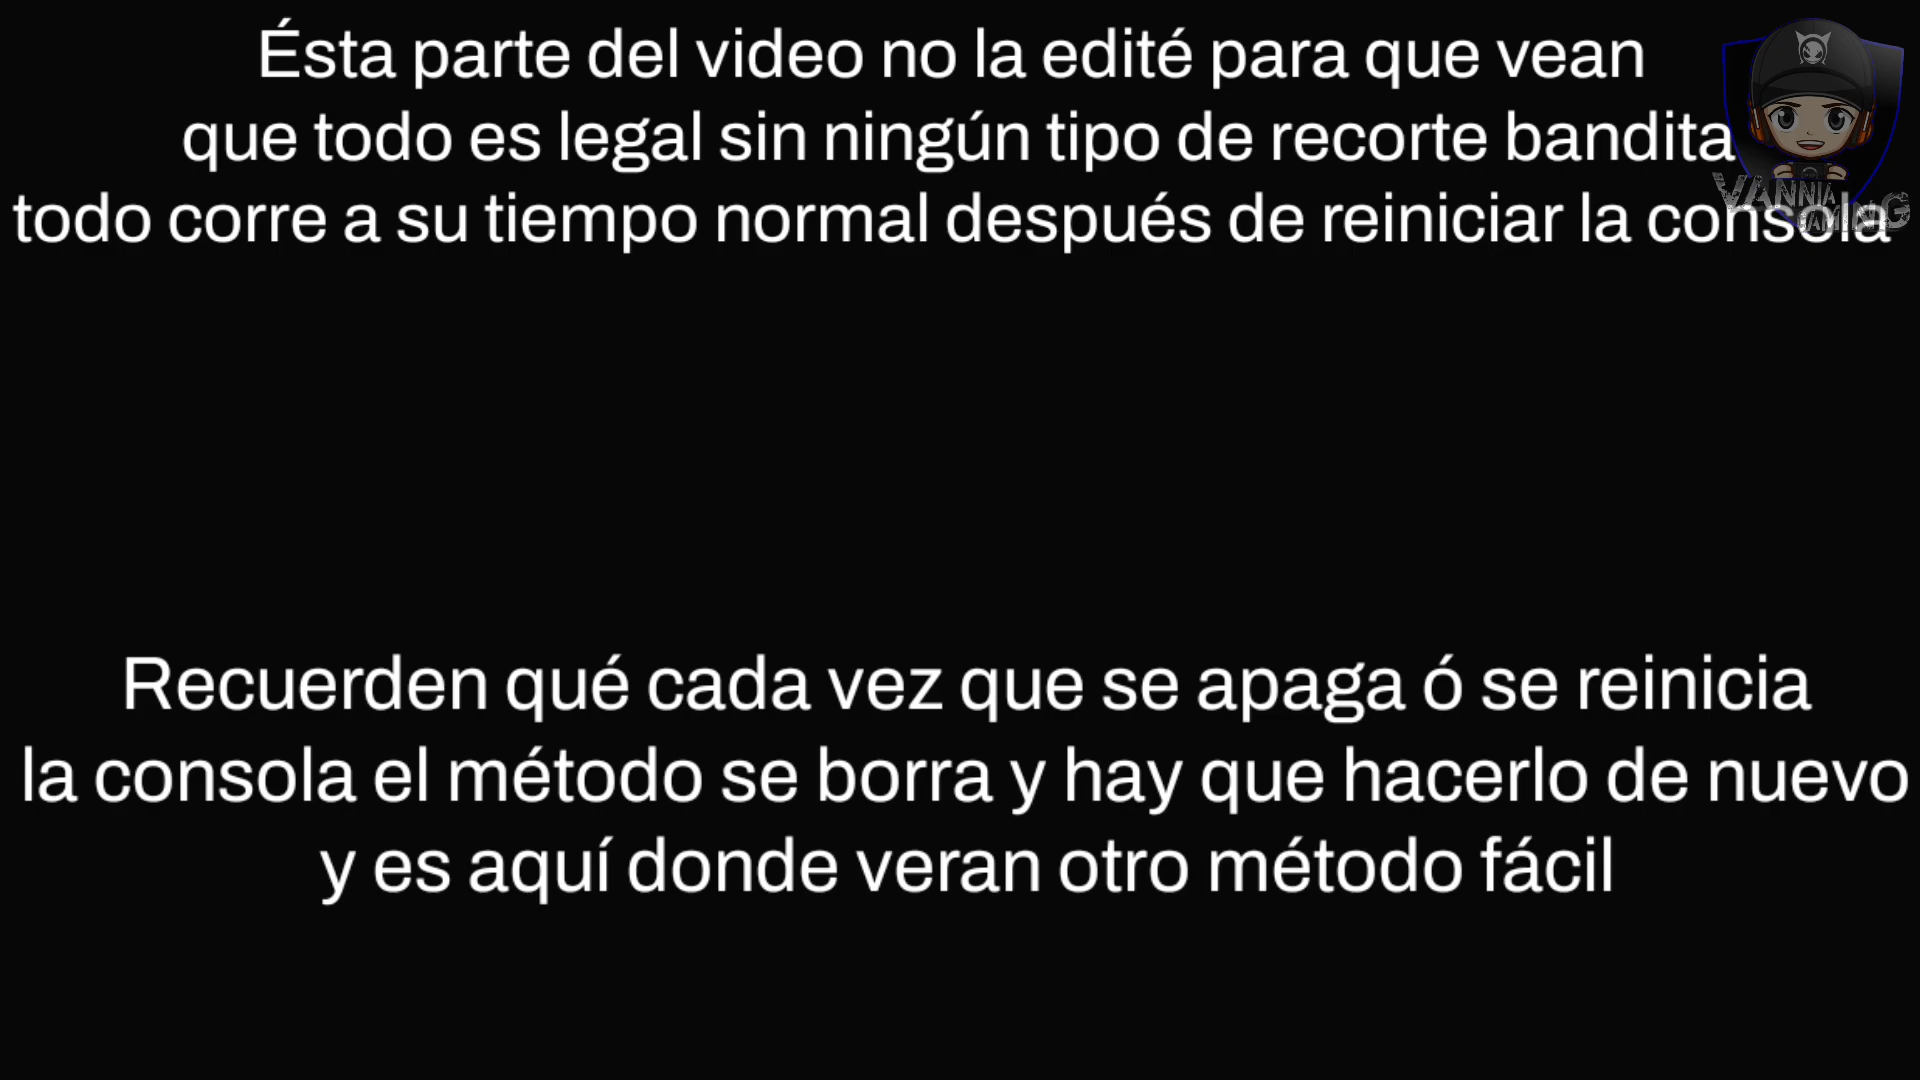 Ésta parte del video no la edité para que vean
que todo es legal sin ningún tipo de recorte bandita
todo corre a su tiempo normal después de reiniciar la consola
VANNIA
GAMING
Recuerden qué cada vez que se apaga ó se reinicia
la consola el método se borra y hay que hacerlo de nuevo
y es aquí donde veran otro método fácil